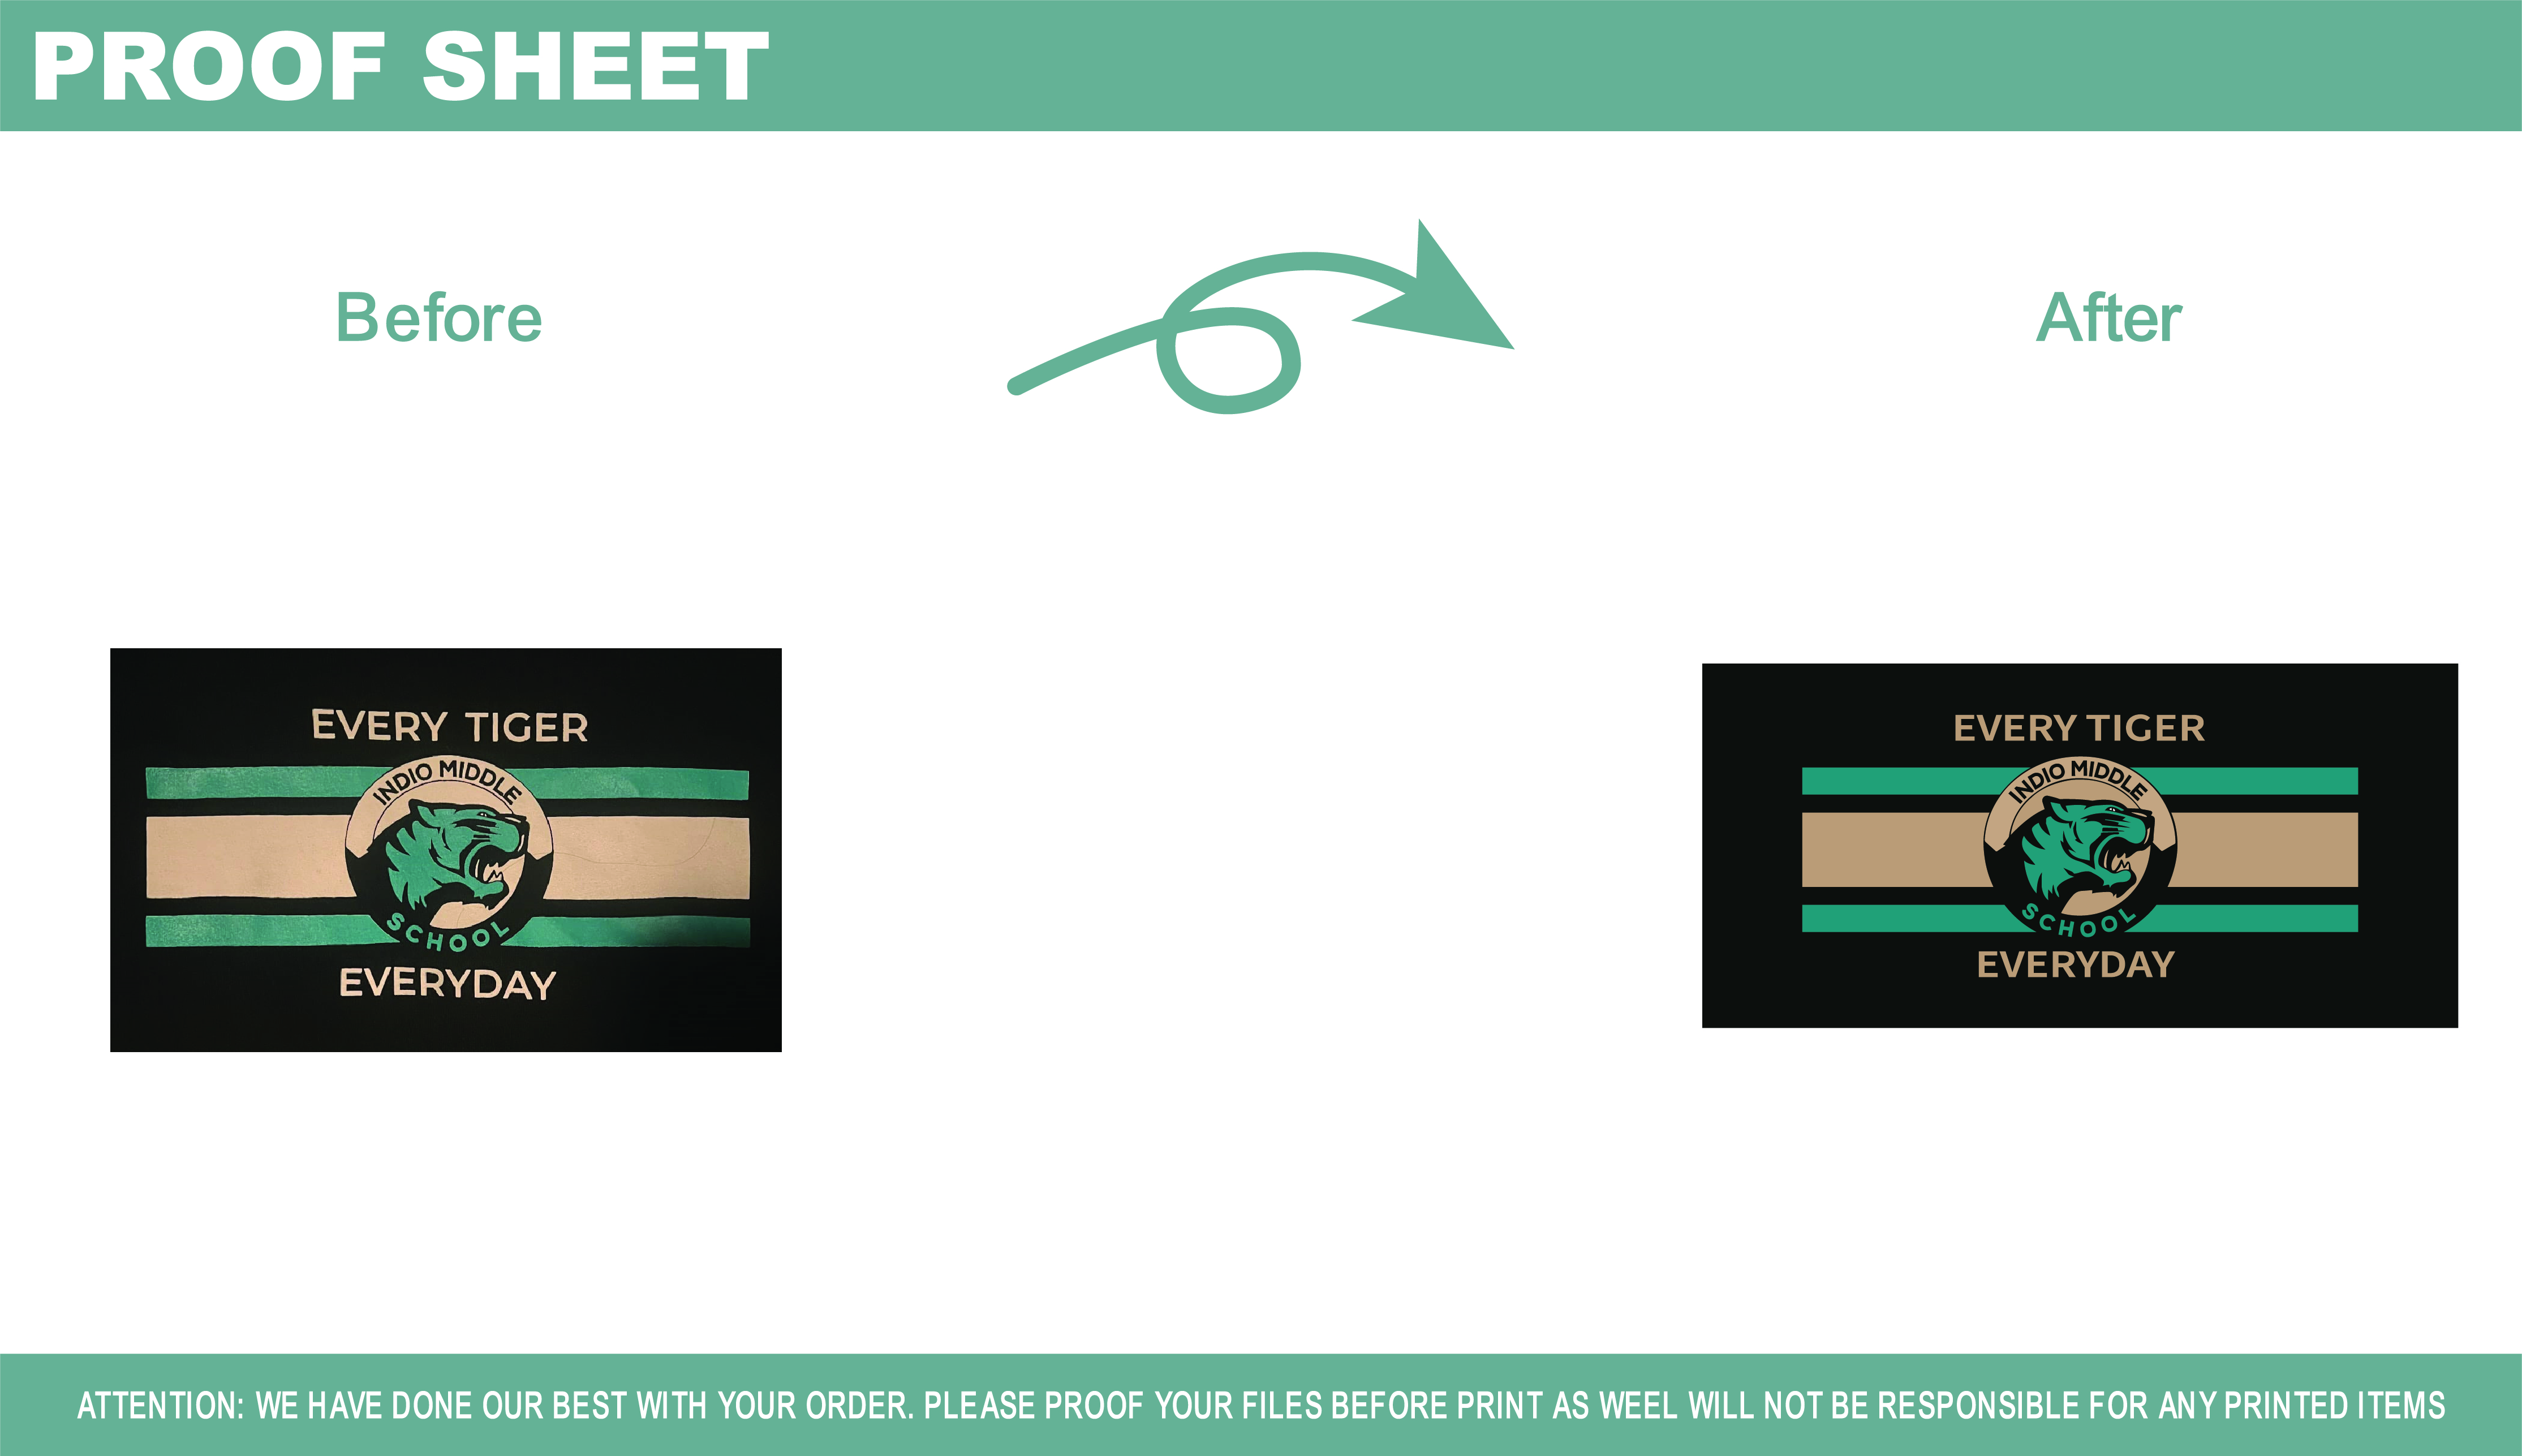 PROOF SHEET
Before
After
EVERY TIGER
INDIO MIDDLE
SCHOOL
EVERYDAY
EVERY TIGER
INDIO MIDDLE
SCHOOL
EVERYDAY
ATTENTION: WE HAVE DONE OUR BEST WITH YOUR ORDER. PLEASE PROOF YOUR FILES BEFORE PRINT AS WEEL WILL NOT BE RESPONSIBLE FOR ANY PRINTED ITEMS